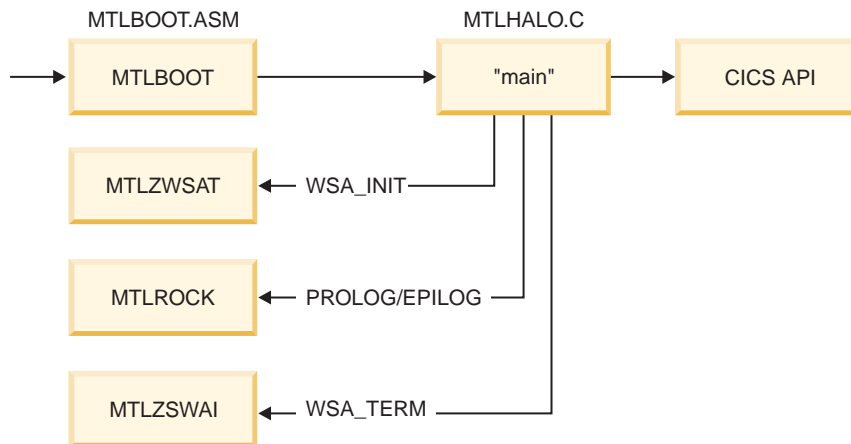 MTLBOOT.ASM
MTLHALO.C
MTLBOOT
"main"
CICS API
MTLZWSAT
WSA_INIT
MTLROCK
PROLOG/EPILOG
MTLZSWAI
WSA_TERM